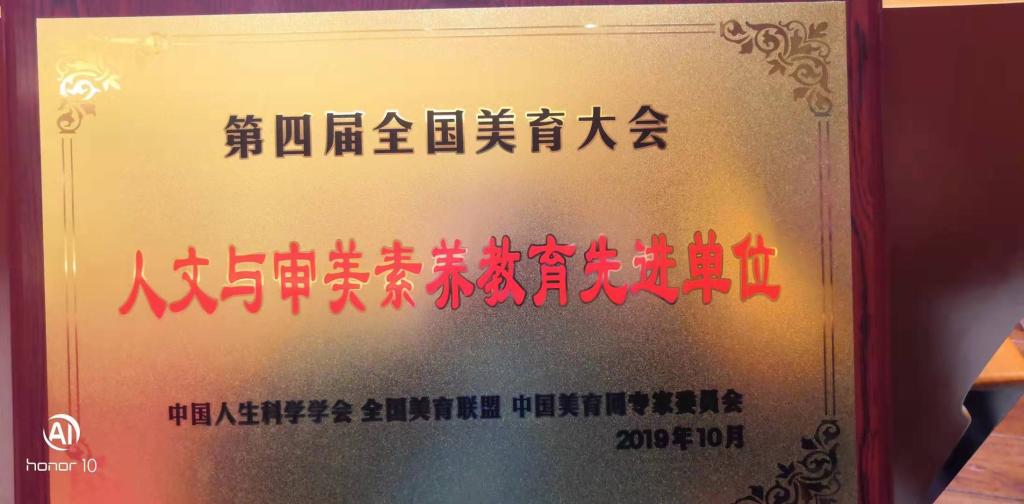 第四届全国美育大会
人文与审美素养教育先进单位
中国人生科学学会 全国美育联盟 中国美育网专家委员会
2019年10月
AI
honor 10